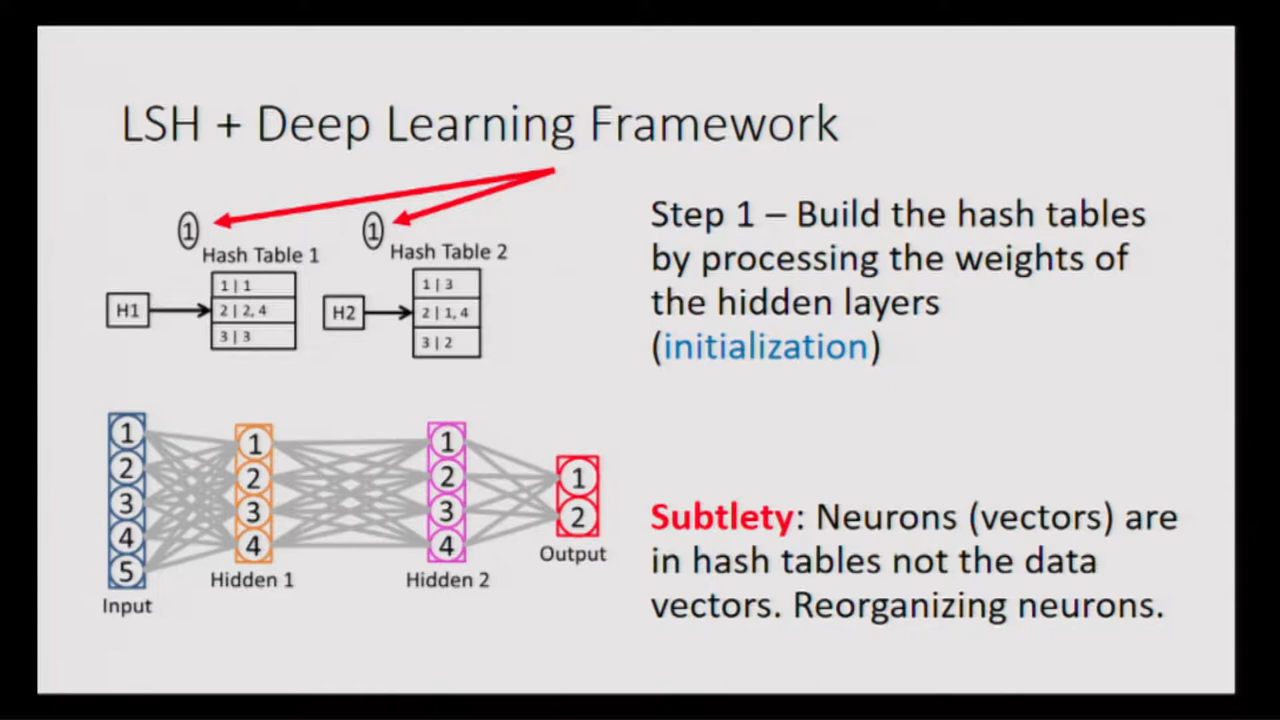 LSH + Deep Learning Framework
1
1
Hash Table 1
Hash Table 2
H1
1 | 1
2 | 2, 4
3 | 3
H2
1 | 3
2 | 1, 4
3 | 2
Step 1 – Build the hash tables
by processing the weights of
the hidden layers
(initialization)
1
2
3
4
5
Input
1
2
3
4
Hidden 1
1
2
3
4
Hidden 2
1
2
Output
Subtlety: Neurons (vectors) are
in hash tables not the data
vectors. Reorganizing neurons.